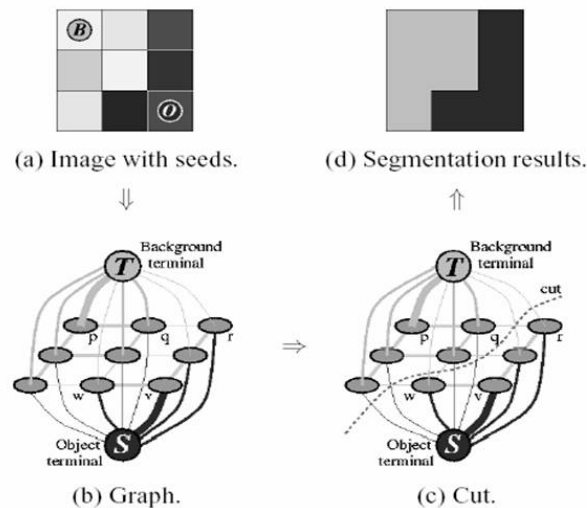 B
O
(a) Image with seeds.
(d) Segmentation results.
Background
terminal
T
p
q
r
w
v
Object
terminal
S
(b) Graph.
Background
terminal
T
cut
p
q
r
w
v
Object
terminal
S
(c) Cut.